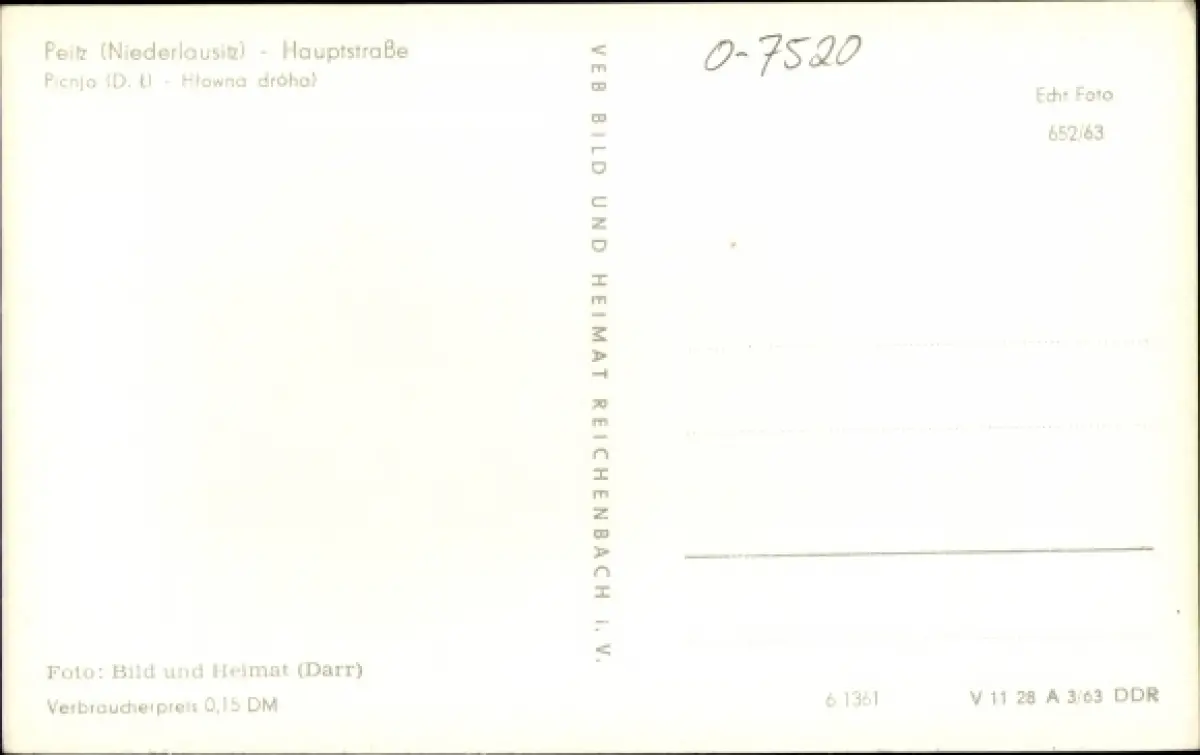 Peitz (Niederlausitz) - Hauptstraße
Picnjo (D. Ł) - Hłowna dróha)
VEB BILD UND HEIMAT REICHENBACH i. V.
0-7520
Echt Foto
652/63
Foto: Bild und Heimat (Darr)
Verbraucherpreis 0,15 DM
6 1361
V 11 28 A 3/63 DDR